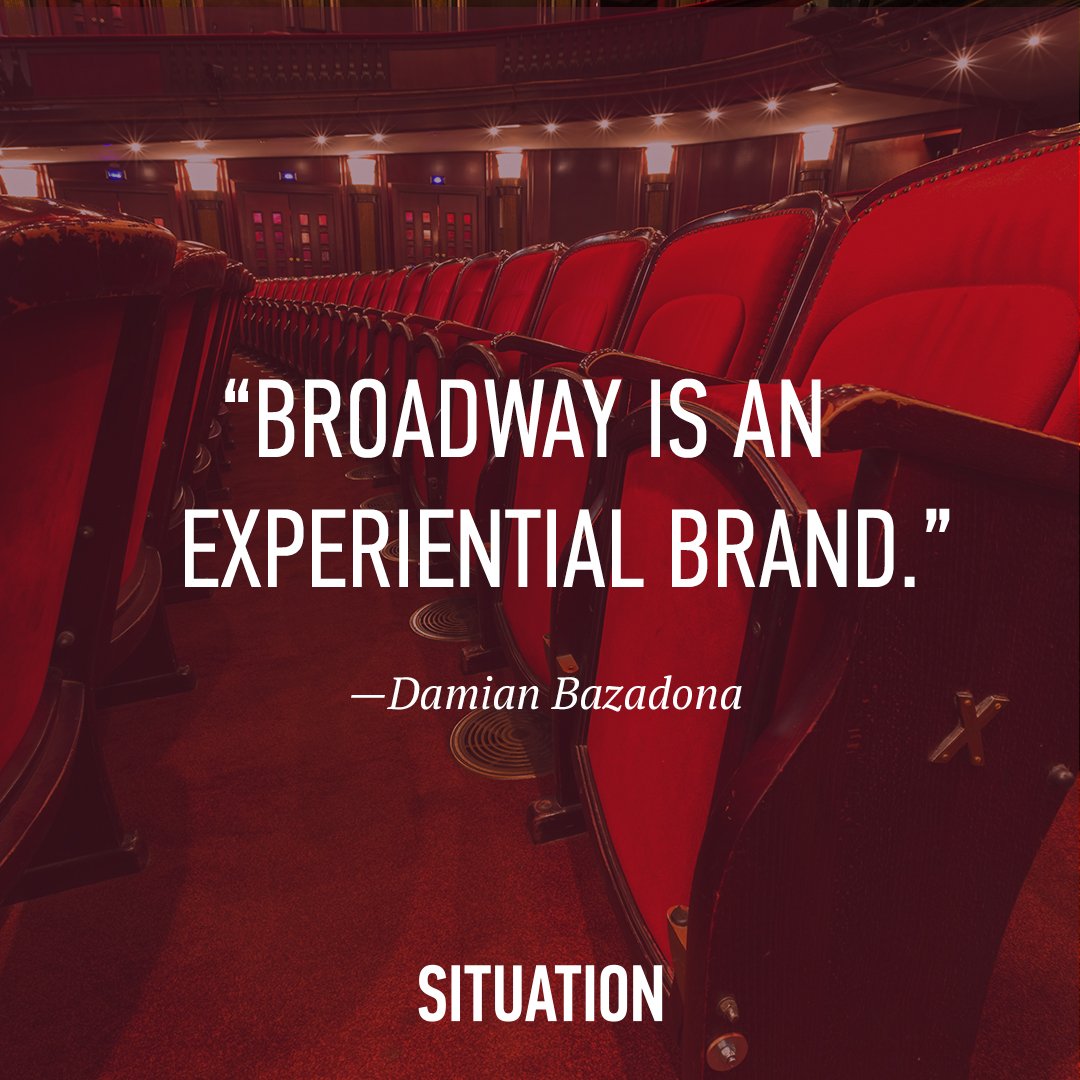 “BROADWAY IS AN
EXPERIENTIAL BRAND.”
—Damian Bazadona
X
SITUATION